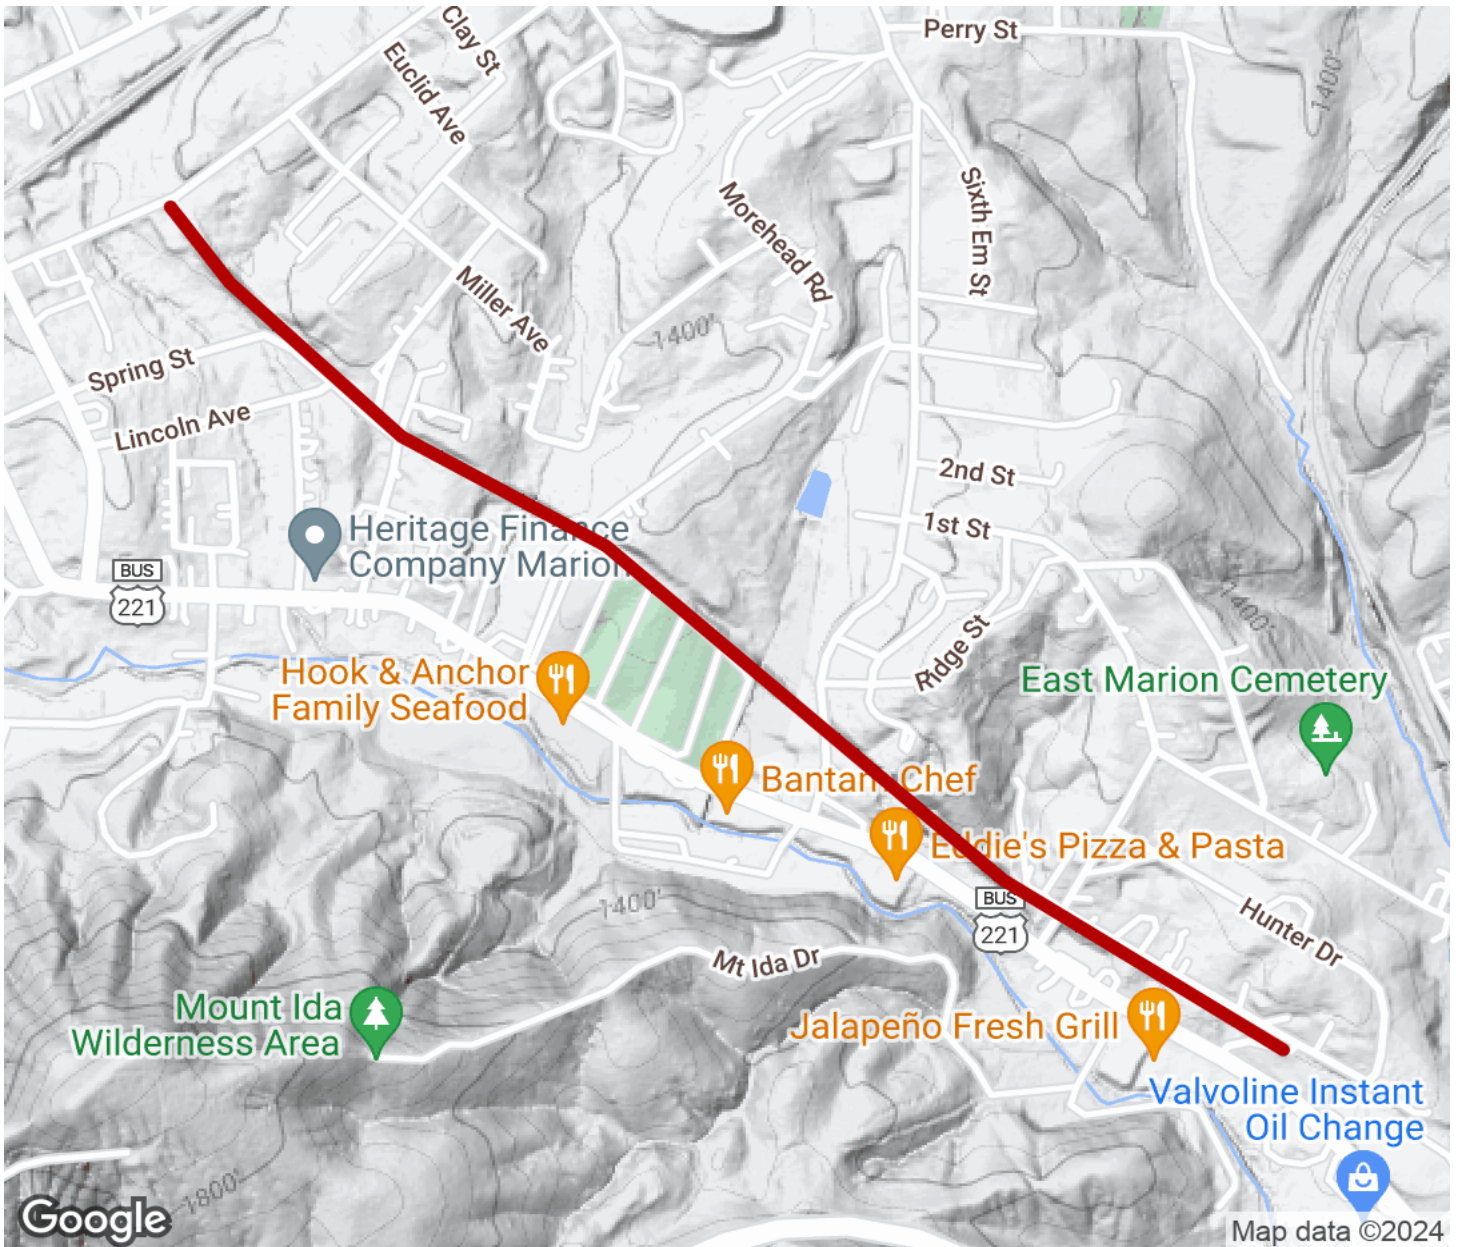 Perry St
Clay St
Euclid Ave
1400'
Morehead Rd
Sixth Em St
Miller Ave
1400'
Spring St
Lincoln Ave
2nd St
1st St
Heritage Finance
Company Marion
BUS
221
1400'
Ridge St
Hook & Anchor
Family Seafood
East Marion Cemetery
Bantam Chef
Eddie's Pizza & Pasta
1400'
BUS
221
Hunter Dr
Mt Ida Dr
Mount Ida
Wilderness Area
Jalapeño Fresh Grill
Valvoline Instant
Oil Change
1800'
Google
Map data ©2024